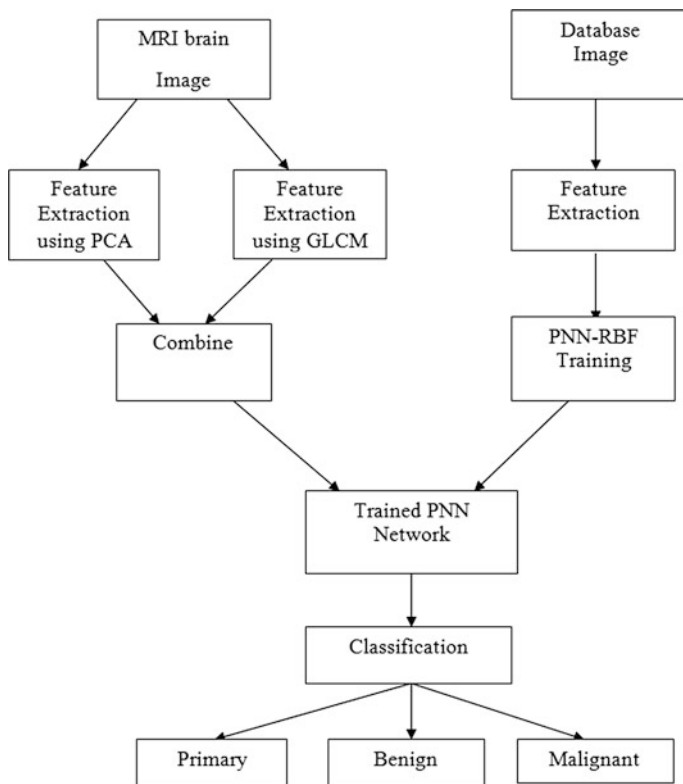 MRI brain
Image
Database
Image
Feature
Extraction
using PCA
Feature
Extraction
using GLCM
Feature
Extraction
Combine
PNN-RBF
Training
Trained PNN
Network
Classification
Primary
Benign
Malignant